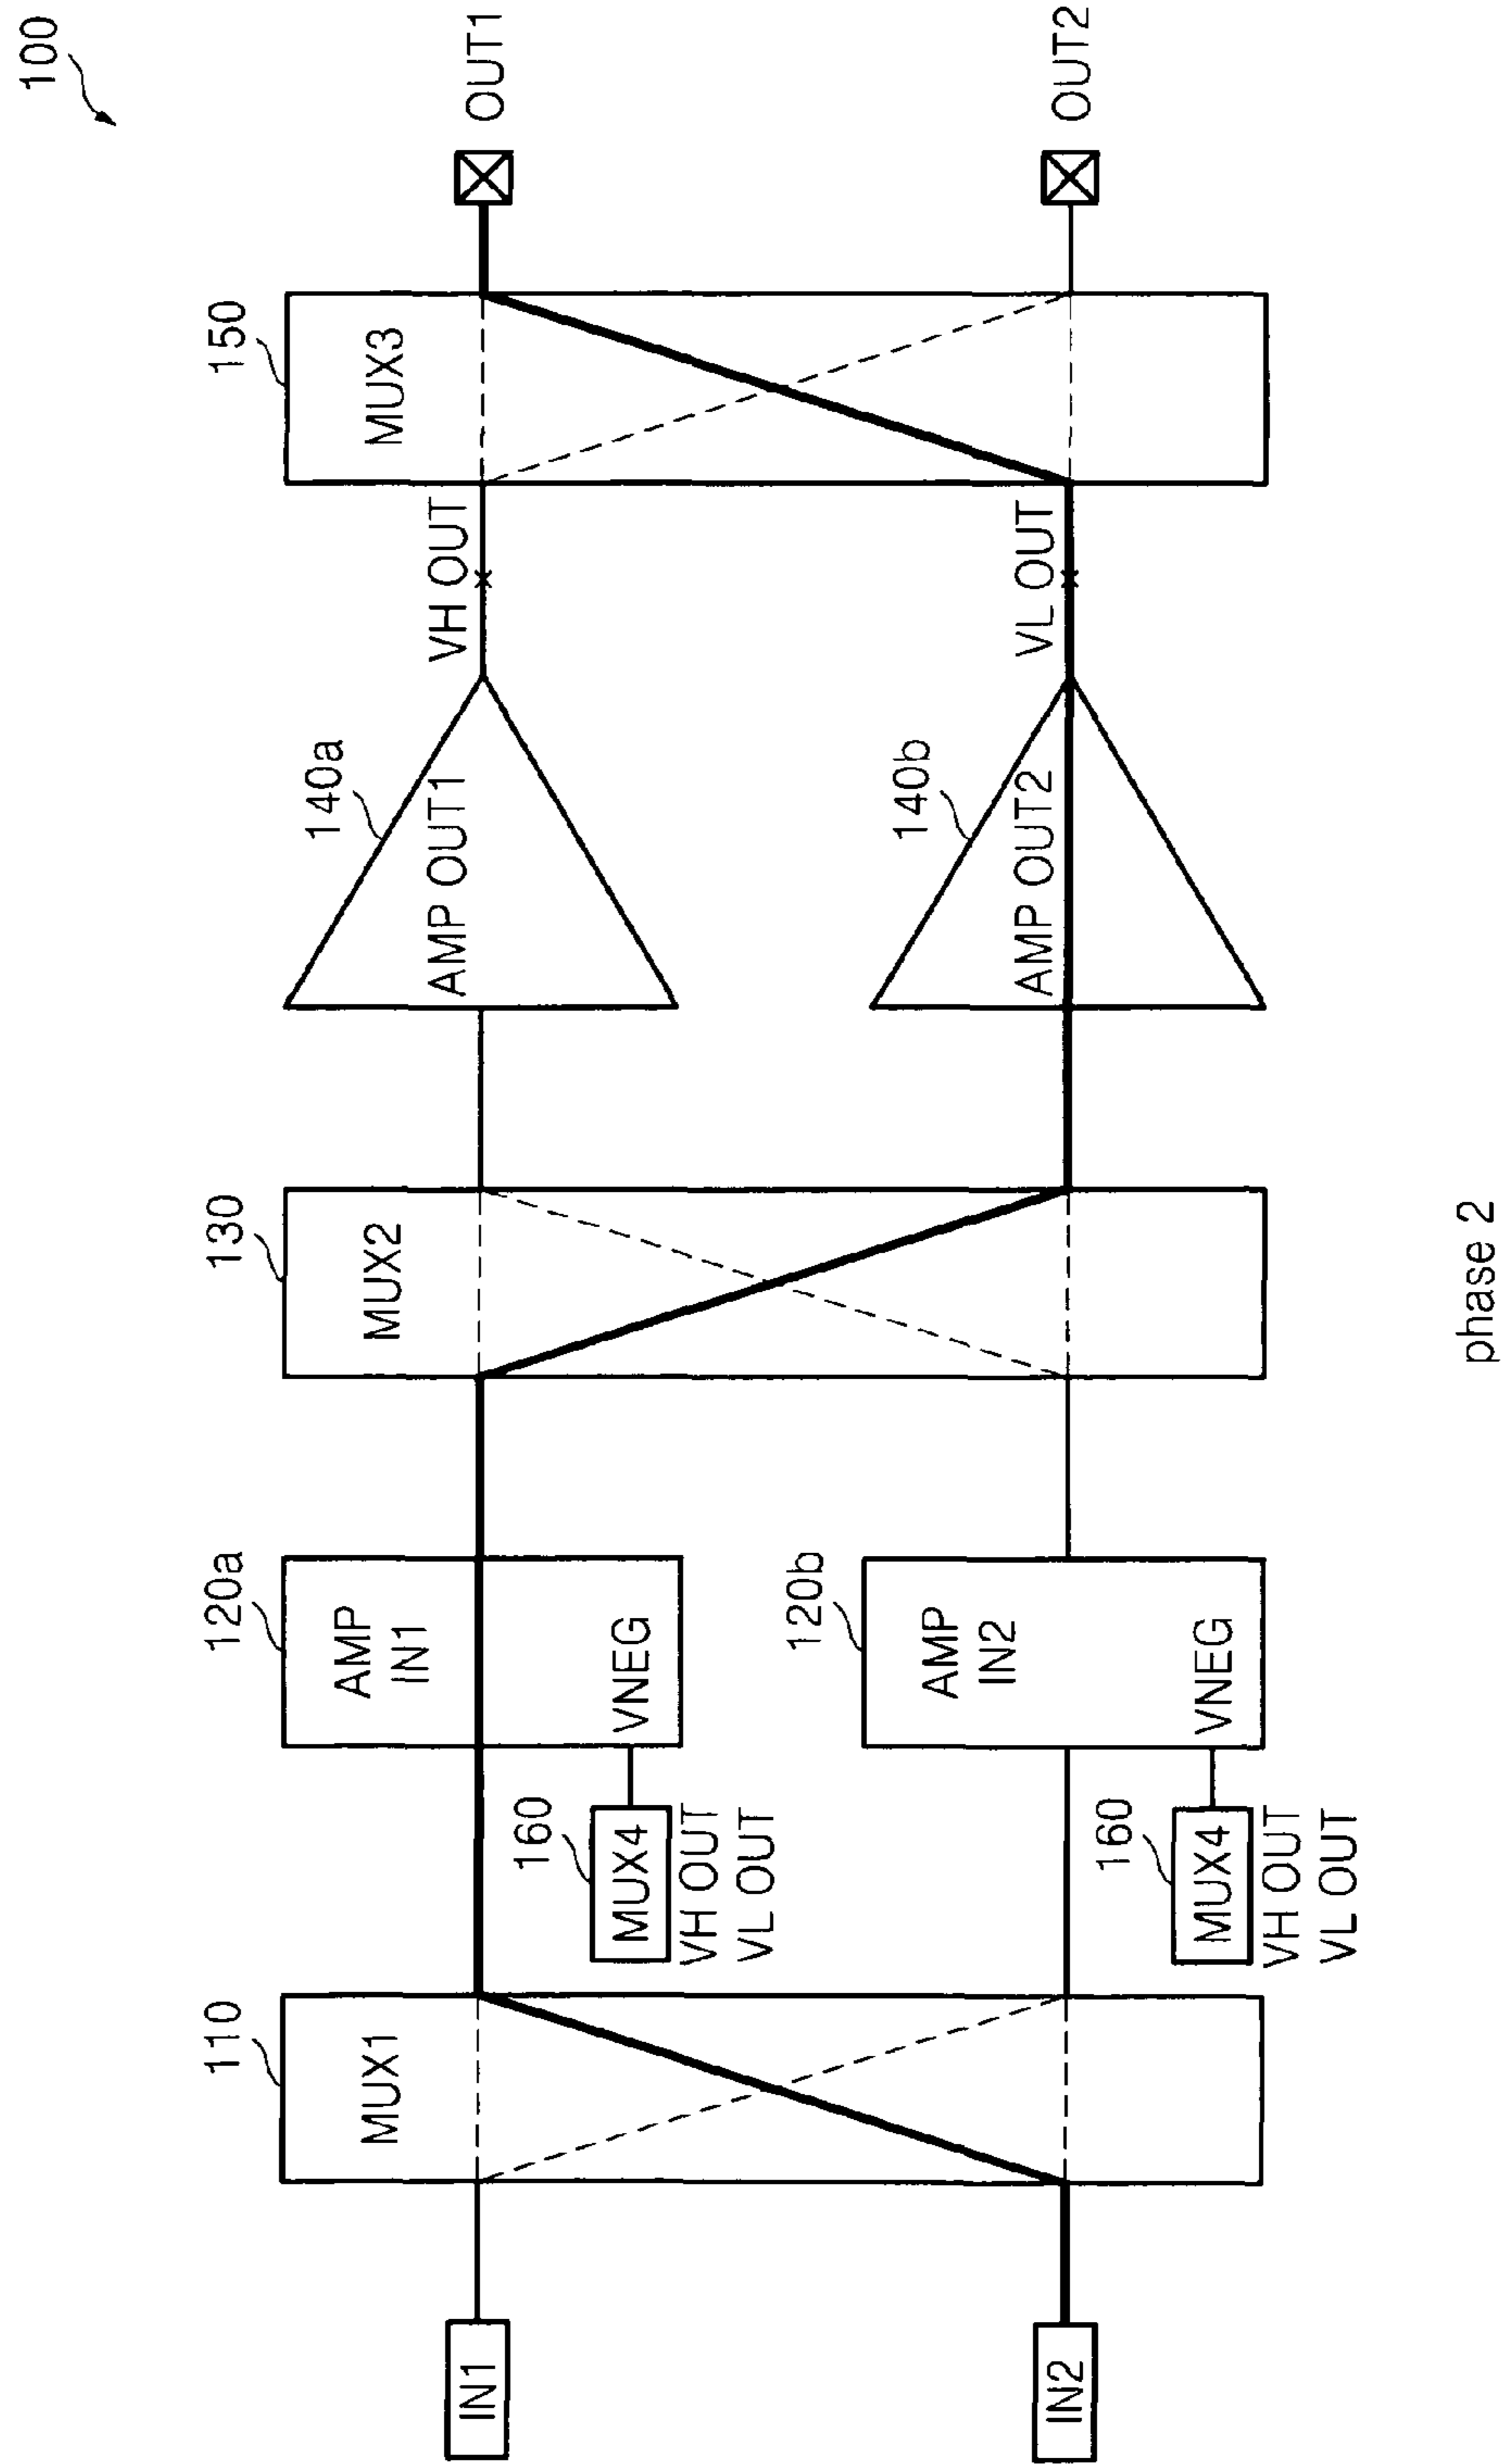 100
110
120a
130
140a
150
MUX1
AMP
IN1
MUX2
AMP OUT1
VH OUT
MUX3
IN1
OUT1
VNEG
160
MUX4
VH OUT
VL OUT
120b
140b
AMP
IN2
AMP OUT2
VL OUT
IN2
OUT2
VNEG
160
MUX4
VH OUT
VL OUT
phase 2